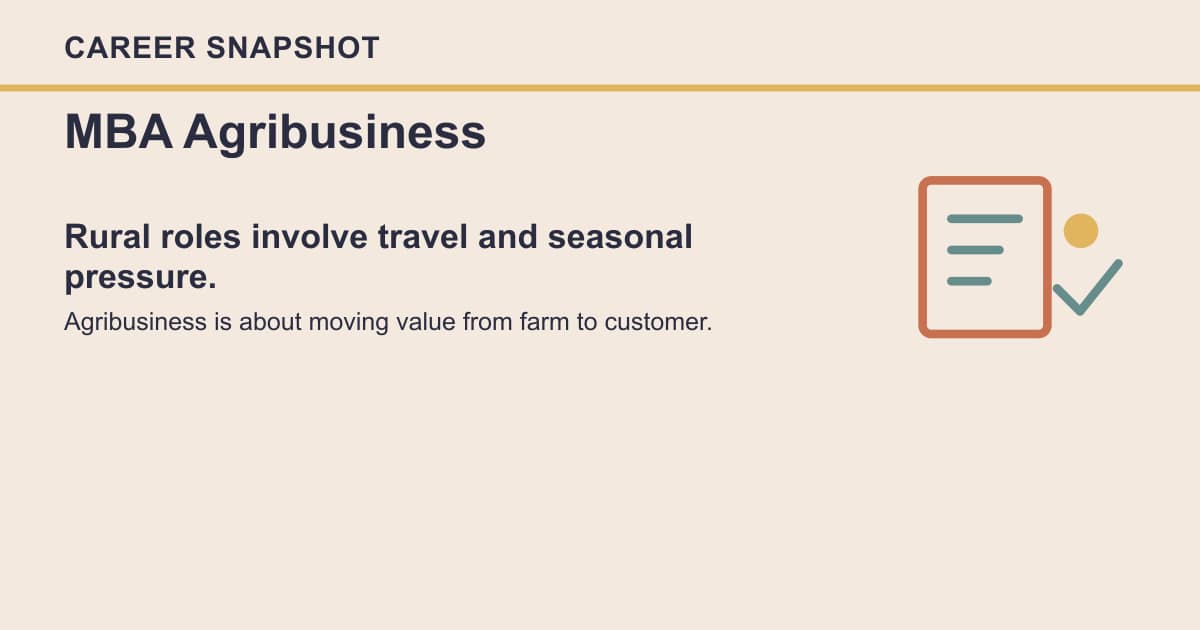 CAREER SNAPSHOT
MBA Agribusiness
Rural roles involve travel and seasonal
pressure.
Agribusiness is about moving value from farm to customer.